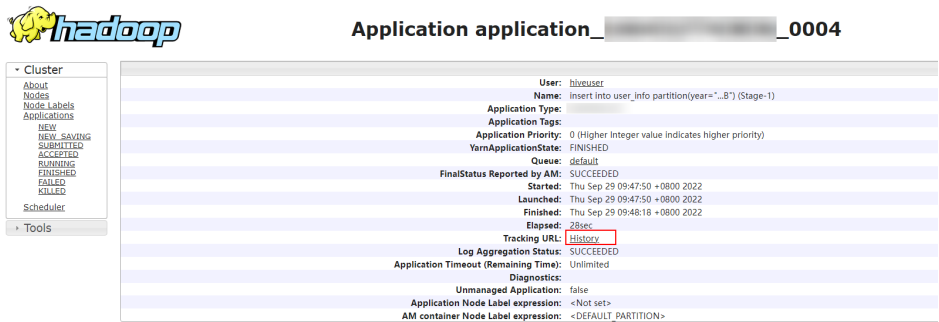 hadoop
Application application_ _0004
Cluster
About
Nodes
Node Labels
Applications
NEW
NEW_SAVING
SUBMITTED
ACCEPTED
RUNNING
FINISHED
FAILED
KILLED
Scheduler
Tools
User: hiveuser
Name: insert into user_info partition(year="...B") (Stage-1)
Application Type:
Application Tags:
Application Priority: 0 (Higher Integer value indicates higher priority)
YarnApplicationState: FINISHED
Queue: default
FinalStatus Reported by AM: SUCCEEDED
Started: Thu Sep 29 09:47:50 +0800 2022
Launched: Thu Sep 29 09:47:50 +0800 2022
Finished: Thu Sep 29 09:48:18 +0800 2022
Elapsed: 28sec
Tracking URL: History
Log Aggregation Status: SUCCEEDED
Application Timeout (Remaining Time): Unlimited
Diagnostics:
Unmanaged Application: false
Application Node Label expression: <Not set>
AM container Node Label expression: <DEFAULT_PARTITION>